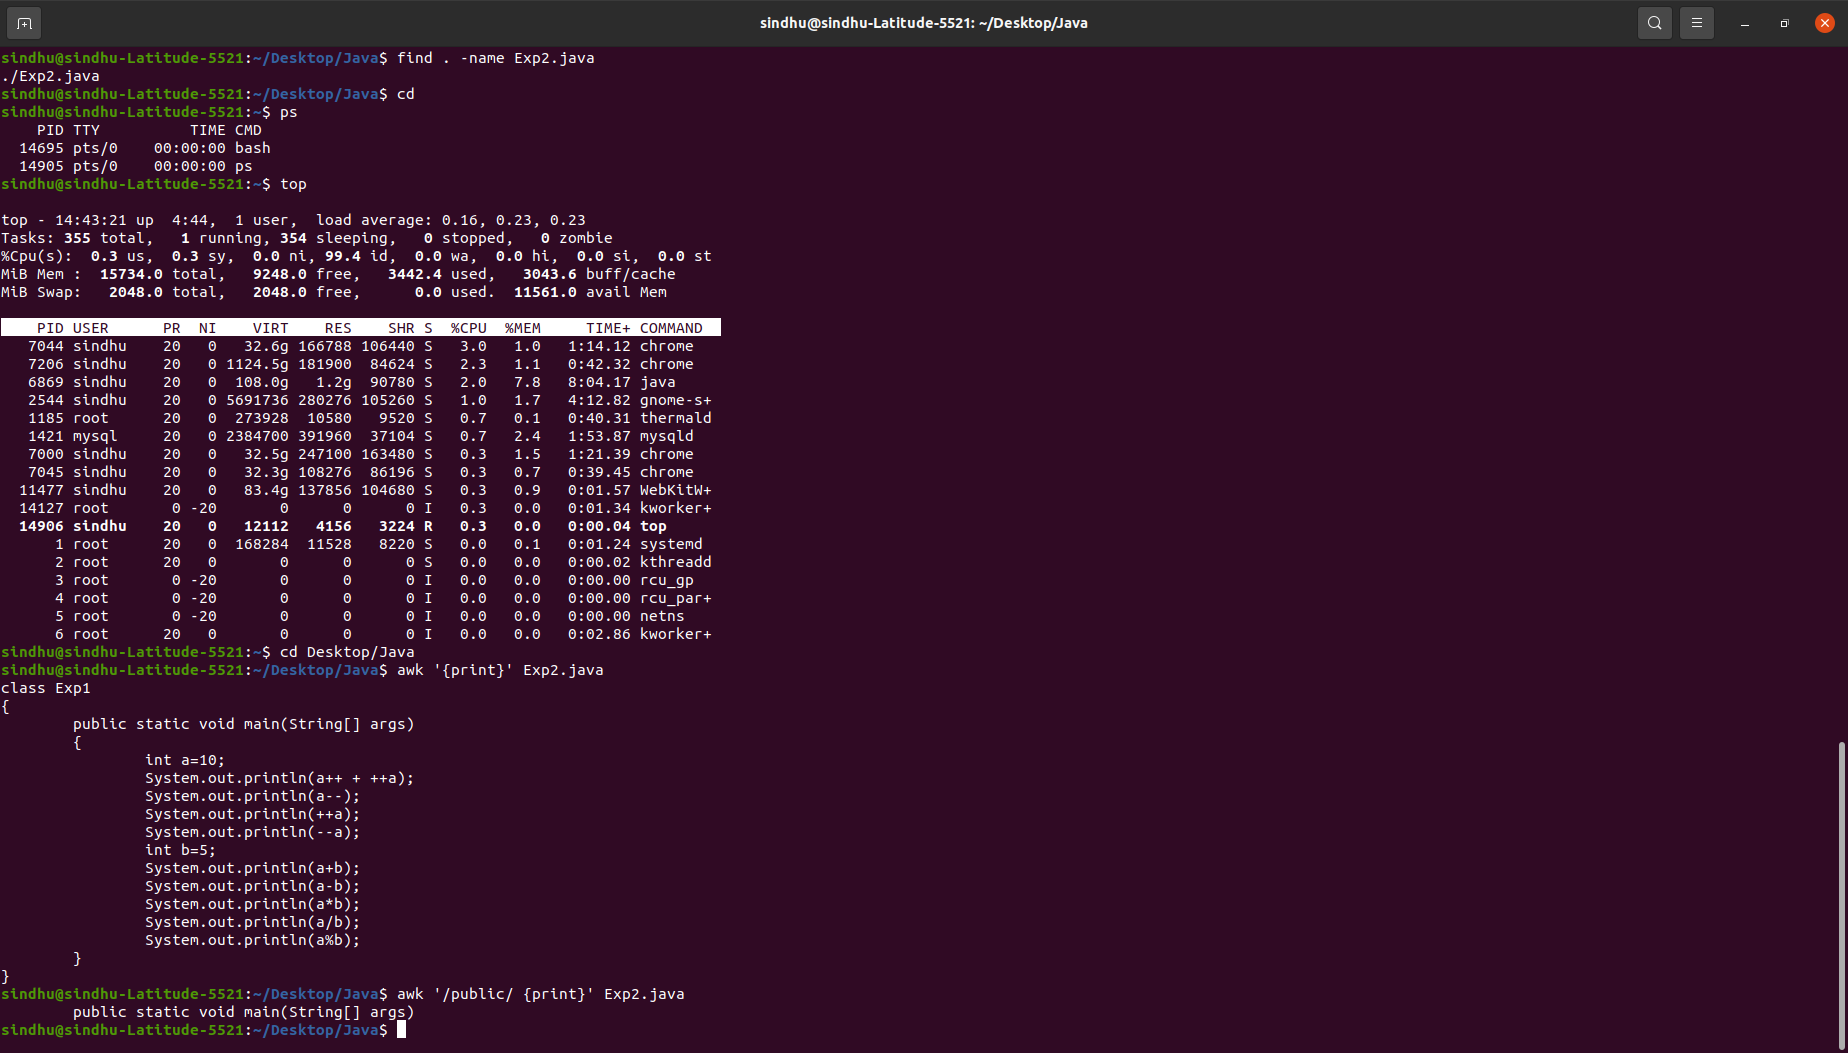 sindhu@sindhu-Latitude-5521: ~/Desktop/Java
sindhu@sindhu-Latitude-5521:~/Desktop/Java$ find . -name Exp2.java
./Exp2.java
sindhu@sindhu-Latitude-5521:~/Desktop/Java$ cd
sindhu@sindhu-Latitude-5521:~$ ps
    PID TTY          TIME CMD
  14695 pts/0    00:00:00 bash
  14905 pts/0    00:00:00 ps
sindhu@sindhu-Latitude-5521:~$ top
top - 14:43:21 up  4:44,  1 user,  load average: 0.16, 0.23, 0.23
Tasks: 355 total,   1 running, 354 sleeping,   0 stopped,   0 zombie
%Cpu(s):  0.3 us,  0.3 sy,  0.0 ni, 99.4 id,  0.0 wa,  0.0 hi,  0.0 si,  0.0 st
MiB Mem :  15734.0 total,   9248.0 free,   3442.4 used,   3043.6 buff/cache
MiB Swap:   2048.0 total,   2048.0 free,      0.0 used.  11561.0 avail Mem
    PID USER      PR  NI    VIRT    RES    SHR S  %CPU  %MEM     TIME+ COMMAND
   7044 sindhu    20   0   32.6g 166788 106440 S   3.0   1.0   1:14.12 chrome
   7206 sindhu    20   0 1124.5g 181900  84624 S   2.3   1.1   0:42.32 chrome
   6869 sindhu    20   0  108.0g   1.2g  90780 S   2.0   7.8   8:04.17 java
   2544 sindhu    20   0 5691736 280276 105260 S   1.0   1.7   4:12.82 gnome-s+
   1185 root      20   0  273928  10580   9520 S   0.7   0.1   0:40.31 thermald
   1421 mysql     20   0 2384700 391960  37104 S   0.7   2.4   1:53.87 mysqld
   7000 sindhu    20   0   32.5g 247100 163480 S   0.3   1.5   1:21.39 chrome
   7045 sindhu    20   0   32.3g 108276  86196 S   0.3   0.7   0:39.45 chrome
  11477 sindhu    20   0   83.4g 137856 104680 S   0.3   0.9   0:01.57 WebKitW+
  14127 root       0 -20       0      0      0 I   0.3   0.0   0:01.34 kworker+
  14906 sindhu    20   0   12112   4156   3224 R   0.3   0.0   0:00.04 top
      1 root      20   0  168284  11528   8220 S   0.0   0.1   0:01.24 systemd
      2 root      20   0       0      0      0 S   0.0   0.0   0:00.02 kthreadd
      3 root       0 -20       0      0      0 I   0.0   0.0   0:00.00 rcu_gp
      4 root       0 -20       0      0      0 I   0.0   0.0   0:00.00 rcu_par+
      5 root       0 -20       0      0      0 I   0.0   0.0   0:00.00 netns
      6 root      20   0       0      0      0 I   0.0   0.0   0:02.86 kworker+
sindhu@sindhu-Latitude-5521:~$ cd Desktop/Java
sindhu@sindhu-Latitude-5521:~/Desktop/Java$ awk '{print}' Exp2.java
class Exp1
{
        public static void main(String[] args)
        {
                int a=10;
                System.out.println(a++ + ++a);
                System.out.println(a--);
                System.out.println(++a);
                System.out.println(--a);
                int b=5;
                System.out.println(a+b);
                System.out.println(a-b);
                System.out.println(a*b);
                System.out.println(a/b);
                System.out.println(a%b);
        }
}
sindhu@sindhu-Latitude-5521:~/Desktop/Java$ awk '/public/ {print}' Exp2.java
        public static void main(String[] args)
sindhu@sindhu-Latitude-5521:~/Desktop/Java$